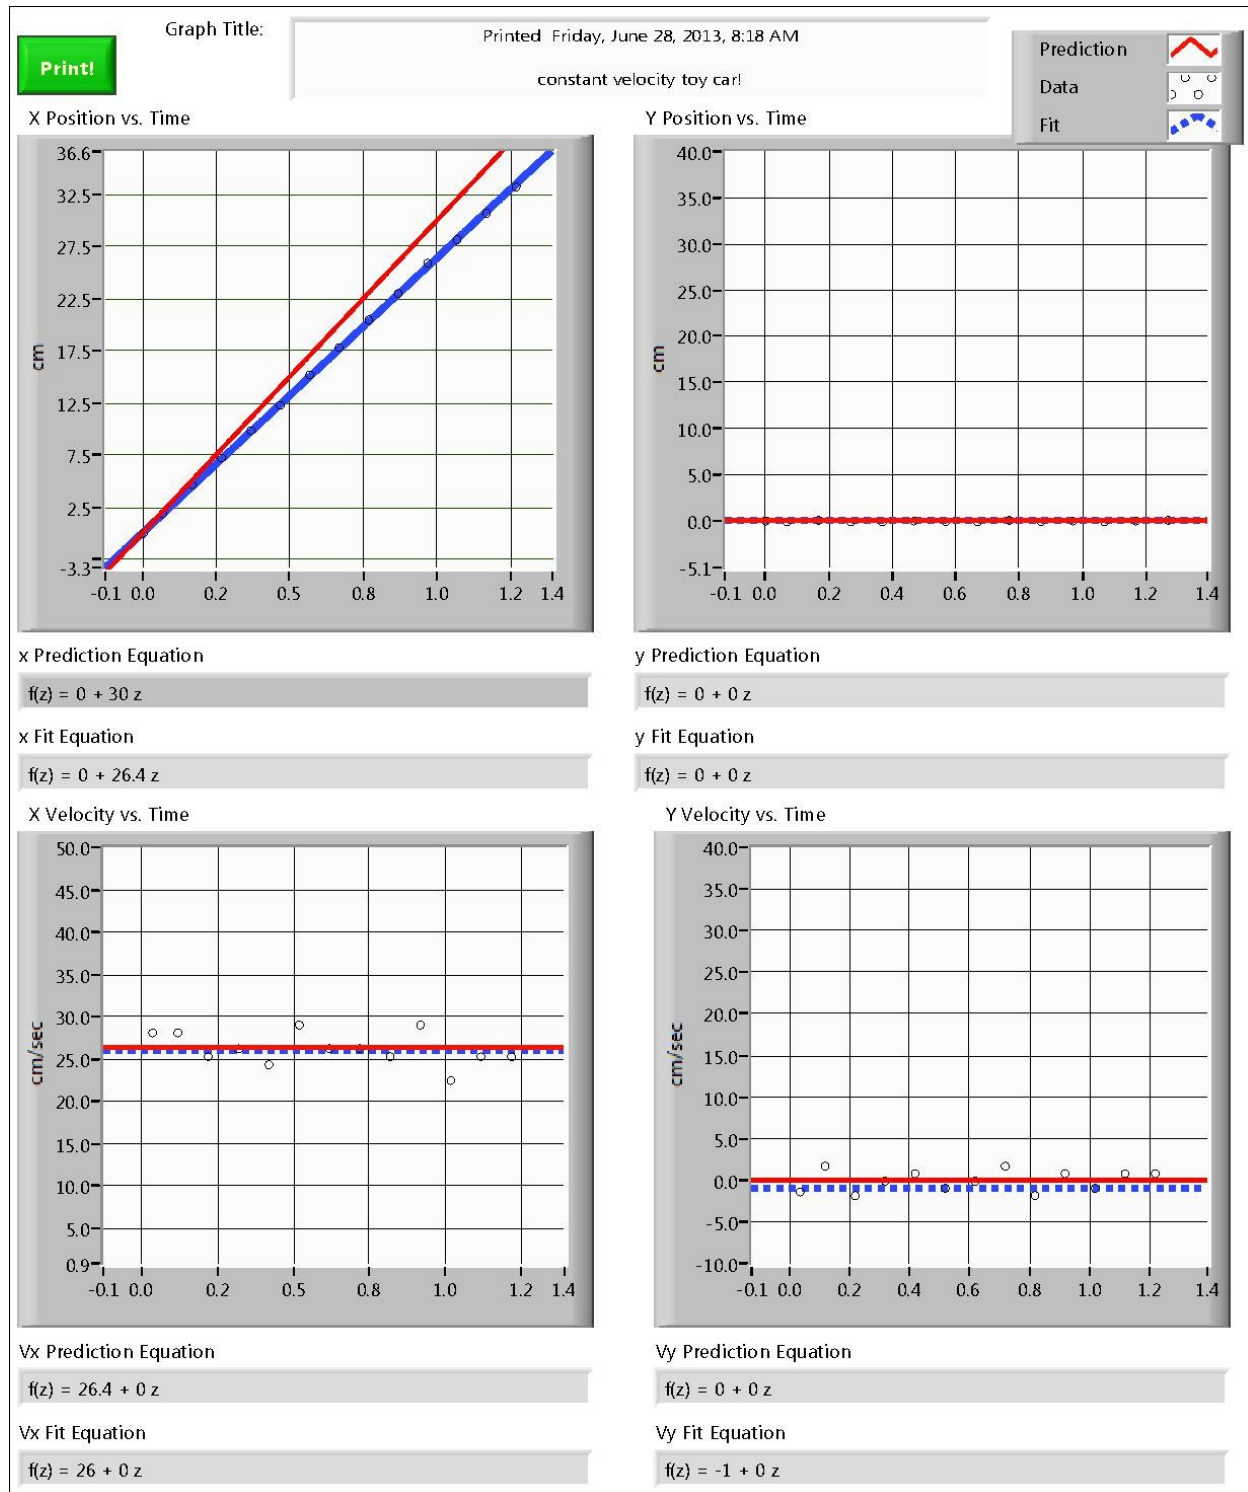 Graph Title:
Printed Friday, June 28, 2013, 8:18 AM
constant velocity toy car!
Print!
Prediction
Data
Fit
X Position vs. Time
36.6
32.5
27.5
22.5
17.5
12.5
7.5
2.5
-3.3
cm
-0.1 0.0 0.2 0.5 0.8 1.0 1.2 1.4
Y Position vs. Time
40.0
35.0
30.0
25.0
20.0
15.0
10.0
5.0
0.0
-5.1
cm
-0.1 0.0 0.2 0.4 0.6 0.8 1.0 1.2 1.4
x Prediction Equation
f(z) = 0 + 30 z
y Prediction Equation
f(z) = 0 + 0 z
x Fit Equation
f(z) = 0 + 26.4 z
y Fit Equation
f(z) = 0 + 0 z
X Velocity vs. Time
50.0
45.0
40.0
35.0
30.0
25.0
20.0
15.0
10.0
5.0
0.9
cm/sec
-0.1 0.0 0.2 0.5 0.8 1.0 1.2 1.4
Y Velocity vs. Time
40.0
35.0
30.0
25.0
20.0
15.0
10.0
5.0
0.0
-5.0
-10.0
cm/sec
-0.1 0.0 0.2 0.4 0.6 0.8 1.0 1.2 1.4
Vx Prediction Equation
f(z) = 26.4 + 0 z
Vy Prediction Equation
f(z) = 0 + 0 z
Vx Fit Equation
f(z) = 26 + 0 z
Vy Fit Equation
f(z) = -1 + 0 z